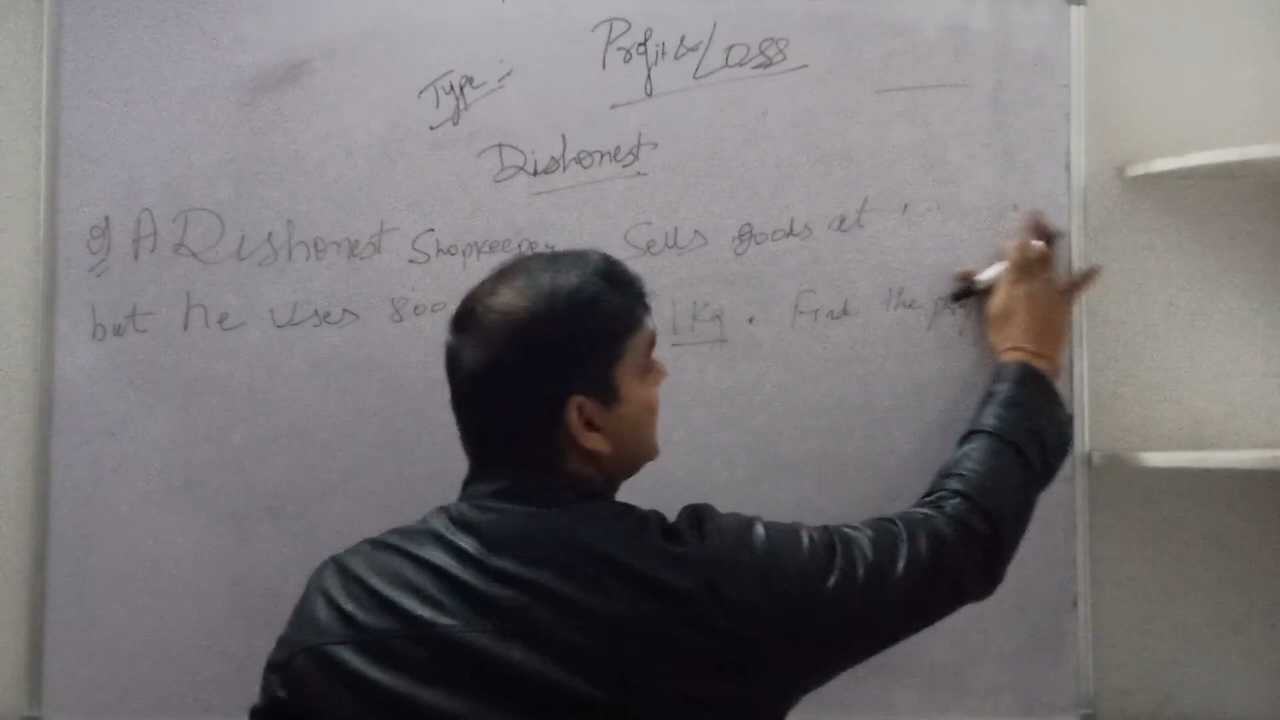 Profit & Loss
Type :-
Dishonest
Q) A Dishonest Shopkeeper Sells goods at
but he uses 800 1 Kg. Find the